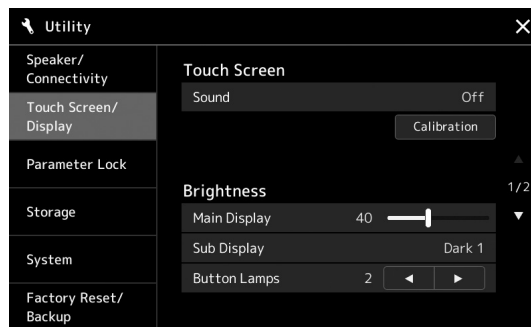 Utility
Speaker/
Connectivity
Touch Screen/
Display
Parameter Lock
Storage
System
Factory Reset/
Backup
Touch Screen
Sound Off
Calibration
Brightness
Main Display 40
Sub Display Dark 1
Button Lamps 2
1/2